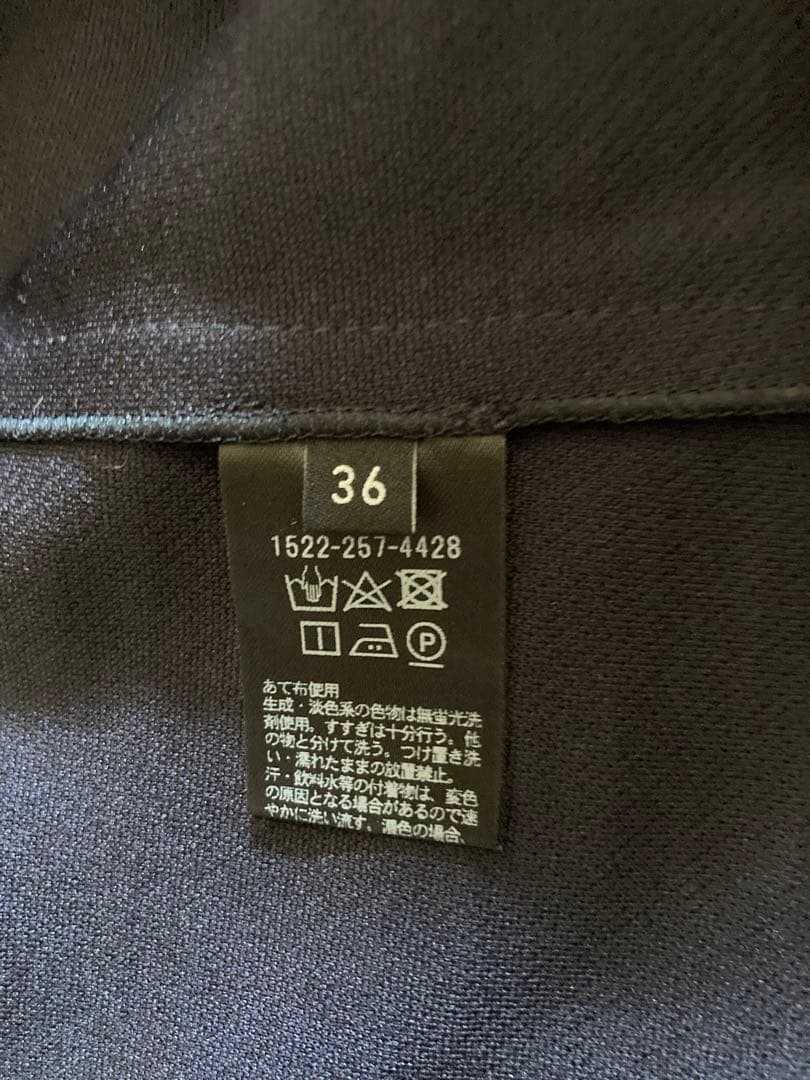 36
1522-257-4428
P
あて布使用
生成・淡色系の色物は無蛍光洗
剤使用。すすぎは十分行う。他
の物と分けて洗う。つけ置き洗
い・濡れたままの放置禁止。
汗・飲料水等の付着物は、変色
の原因となる場合があるので速
やかに洗い流す。濃色の場合、